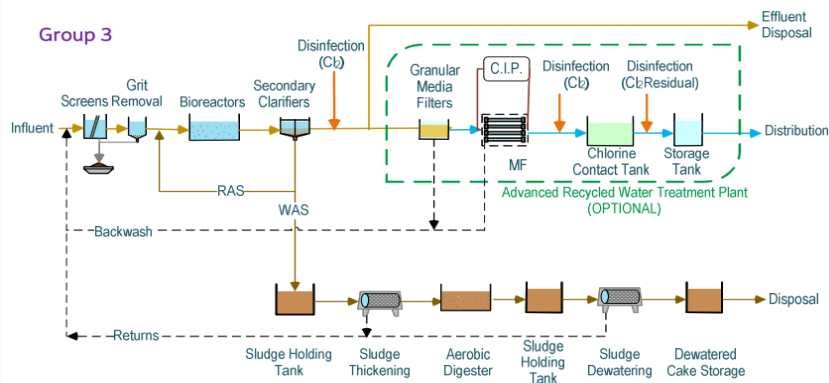 Group 3
Effluent
Disposal
Disinfection
(Cl2)
Granular
Media
Filters
C.I.P.
Disinfection
(Cl2)
Disinfection
(Cl2Residual)
Screens
Grit
Removal
Bioreactors
Secondary
Clarifiers
Influent
Distribution
MF
Chlorine
Contact Tank
Storage
Tank
RAS
Advanced Recycled Water Treatment Plant
(OPTIONAL)
WAS
Backwash
Disposal
Returns
Sludge Holding
Tank
Sludge
Thickening
Aerobic
Digester
Sludge
Holding
Tank
Sludge
Dewatering
Dewatered
Cake Storage